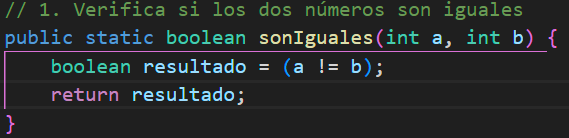 // 1. Verifica si los dos números son iguales
public static boolean sonIguales(int a, int b) {
    boolean resultado = (a != b);
    return resultado;
}